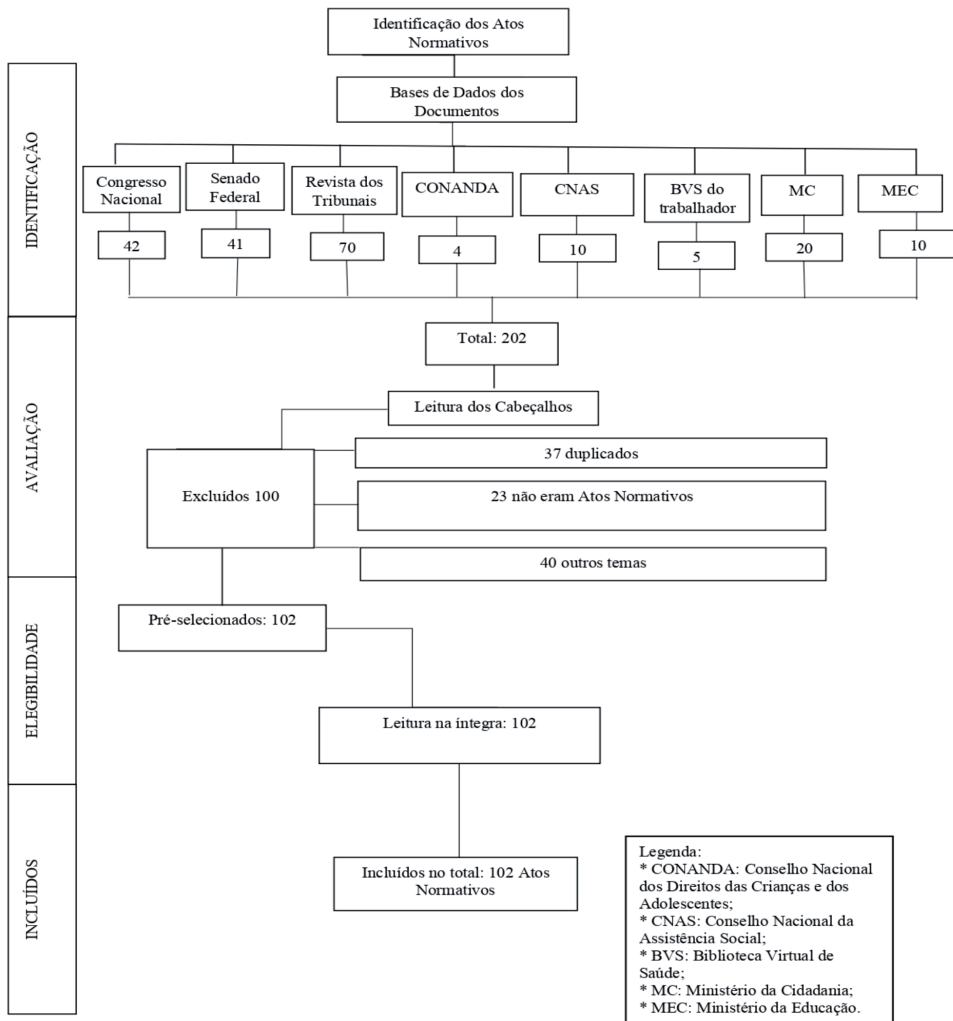 Identificação dos Atos
Normativos
Bases de Dados dos
Documentos
IDENTIFICAÇÃO
Congresso
Nacional
Senado
Federal
Revista dos
Tribunais
CONANDA
CNAS
BVS do
trabalhador
MC
MEC
42
41
70
4
10
5
20
10
Total: 202
AVALIAÇÃO
Leitura dos Cabeçalhos
37 duplicados
Excluídos 100
23 não eram Atos Normativos
40 outros temas
ELEGIBILIDADE
Pré-selecionados: 102
Leitura na íntegra: 102
INCLUÍDOS
Incluídos no total: 102 Atos
Normativos
Legenda:
* CONANDA: Conselho Nacional
dos Direitos das Crianças e dos
Adolescentes;
* CNAS: Conselho Nacional da
Assistência Social;
* BVS: Biblioteca Virtual de
Saúde;
* MC: Ministério da Cidadania;
* MEC: Ministério da Educação.